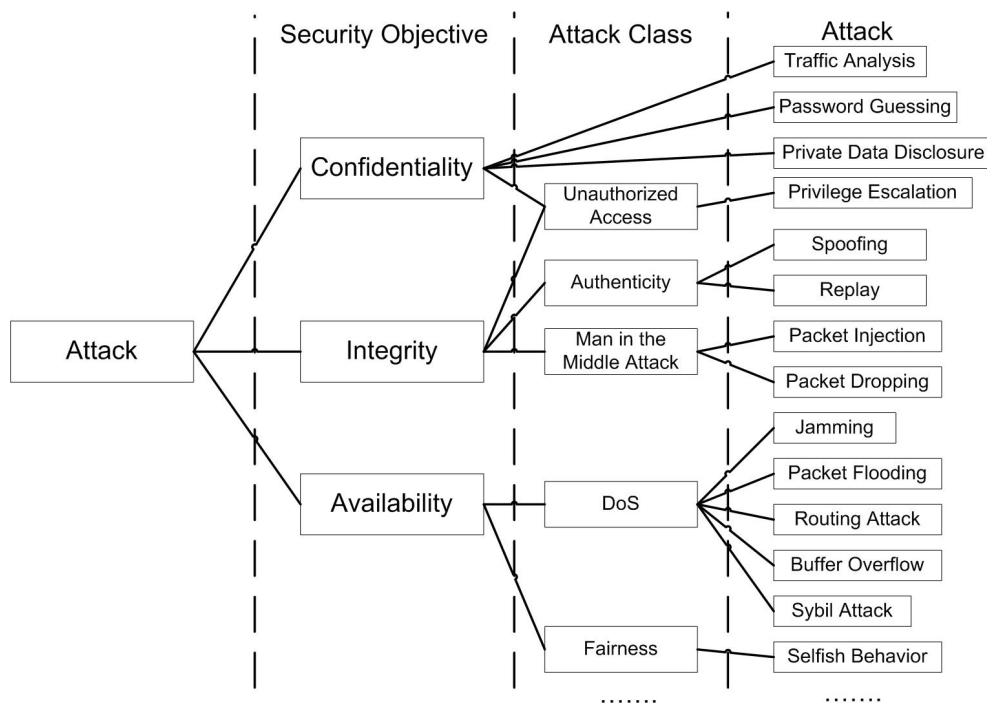 Security Objective
Attack Class
Attack
Traffic Analysis
Password Guessing
Private Data Disclosure
Confidentiality
Unauthorized
Access
Privilege Escalation
Spoofing
Authenticity
Replay
Attack
Integrity
Man in the
Middle Attack
Packet Injection
Packet Dropping
Jamming
Availability
DoS
Packet Flooding
Routing Attack
Buffer Overflow
Sybil Attack
Fairness
Selfish Behavior
.......
.......